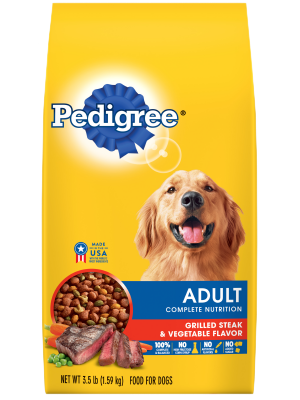 Pedigree®
MADE
IN THE
USA
ADULT
COMPLETE NUTRITION
GRILLED STEAK
& VEGETABLE FLAVOR
100%
NO
NO
NO
NET WT 3.5 lb (1.59 kg) FOOD FOR DOGS